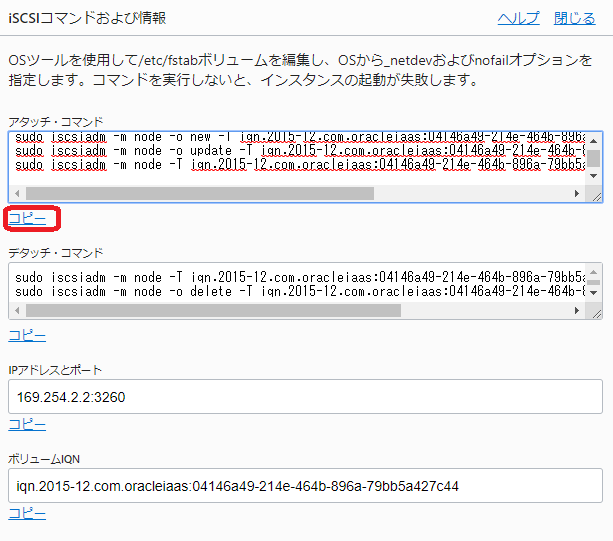 iSCSIコマンドおよび情報 ヘルプ 閉じる
OSツールを使用して/etc/fstabボリュームを編集し、OSから_netdevおよびnofailオプションを
指定します。コマンドを実行しないと、インスタンスの起動が失敗します。
アタッチ・コマンド
sudo iscsiadm -m node -o new -T iqn.2015-12.com.oracleiaas:04146a49-214e-464b-896a
sudo iscsiadm -m node -o update -T iqn.2015-12.com.oracleiaas:04146a49-214e-464b-8
sudo iscsiadm -m node -T iqn.2015-12.com.oracleiaas:04146a49-214e-464b-896a-79bb5a
コピー
デタッチ・コマンド
sudo iscsiadm -m node -T iqn.2015-12.com.oracleiaas:04146a49-214e-464b-896a-79bb5a
sudo iscsiadm -m node -o delete -T iqn.2015-12.com.oracleiaas:04146a49-214e-464b-8
コピー
IPアドレスとポート
169.254.2.2:3260
コピー
ボリュームIQN
iqn.2015-12.com.oracleiaas:04146a49-214e-464b-896a-79bb5a427c44
コピー